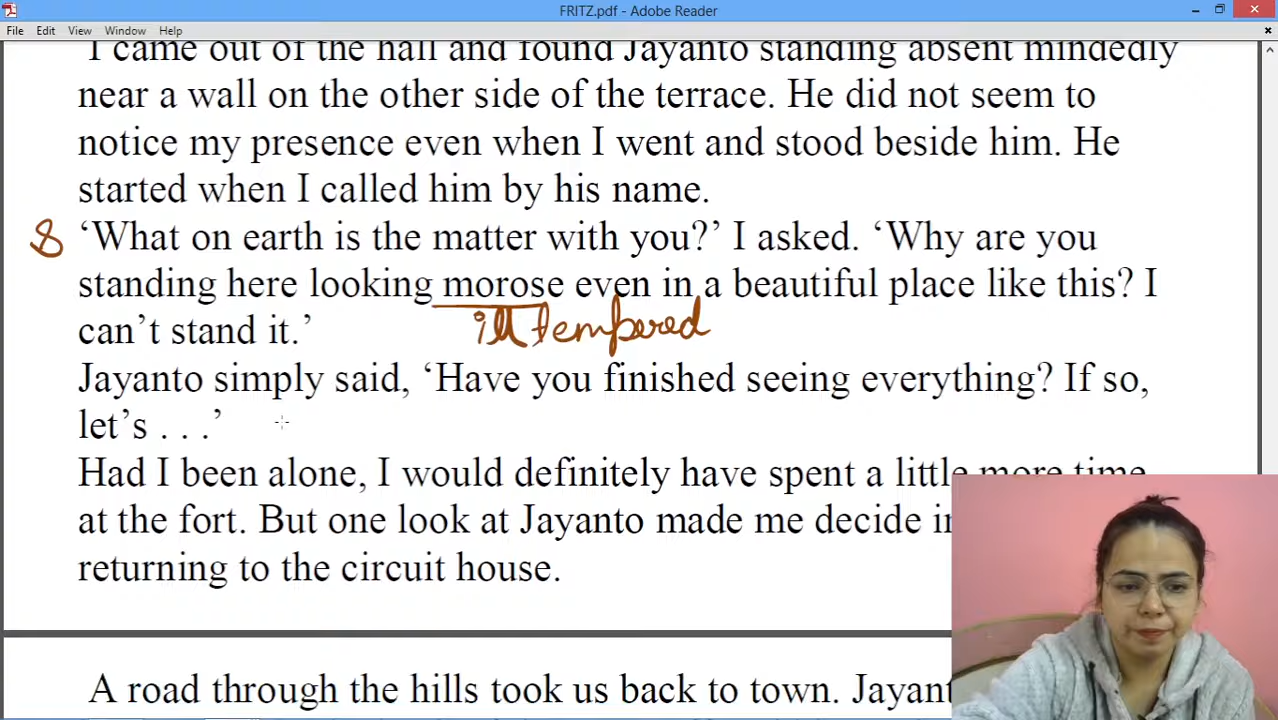 FRITZ.pdf - Adobe Reader
File Edit View Window Help
I came out of the hall and found Jayanto standing absent mindedly
near a wall on the other side of the terrace. He did not seem to
notice my presence even when I went and stood beside him. He
started when I called him by his name.
8 ‘What on earth is the matter with you?’ I asked. ‘Why are you
standing here looking morose even in a beautiful place like this? I
can’t stand it.’
ill tempered
Jayanto simply said, ‘Have you finished seeing everything? If so,
let’s . . .’
Had I been alone, I would definitely have spent a little more time
at the fort. But one look at Jayanto made me decide in
returning to the circuit house.
A road through the hills took us back to town. Jayant